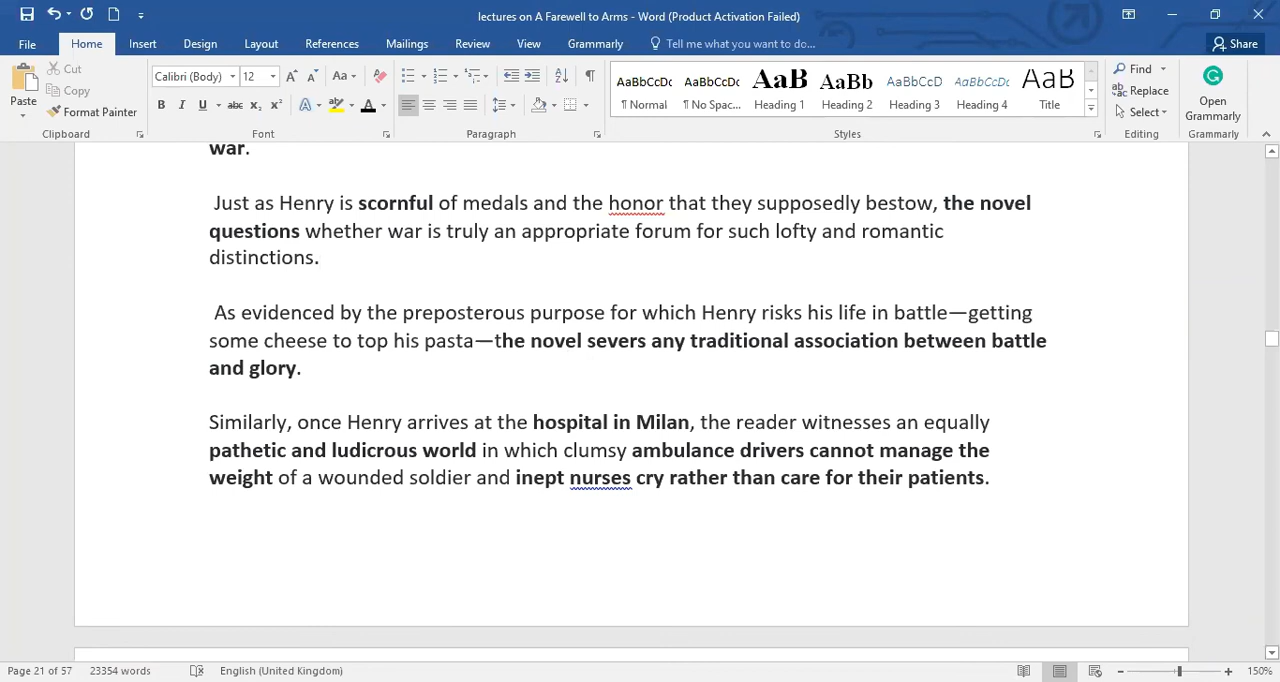 lectures on A Farewell to Arms - Word (Product Activation Failed)
File Home Insert Design Layout References Mailings Review View Grammarly Tell me what you want to do... Share
Paste
Cut
Copy
Format Painter
Clipboard
Calibri (Body) 12
Font
Paragraph
AaBbCcDc AaBbCcDc AaB AaBb AaBbCcD AaBbCcDc AaB
¶ Normal ¶ No Spac... Heading 1 Heading 2 Heading 3 Heading 4 Title
Styles
Find
Replace
Select
Editing
Open
Grammarly
Grammarly
war.
Just as Henry is scornful of medals and the honor that they supposedly bestow, the novel
questions whether war is truly an appropriate forum for such lofty and romantic
distinctions.
As evidenced by the preposterous purpose for which Henry risks his life in battle—getting
some cheese to top his pasta—the novel severs any traditional association between battle
and glory.
Similarly, once Henry arrives at the hospital in Milan, the reader witnesses an equally
pathetic and ludicrous world in which clumsy ambulance drivers cannot manage the
weight of a wounded soldier and inept nurses cry rather than care for their patients.
Page 21 of 57 23354 words English (United Kingdom) 150%